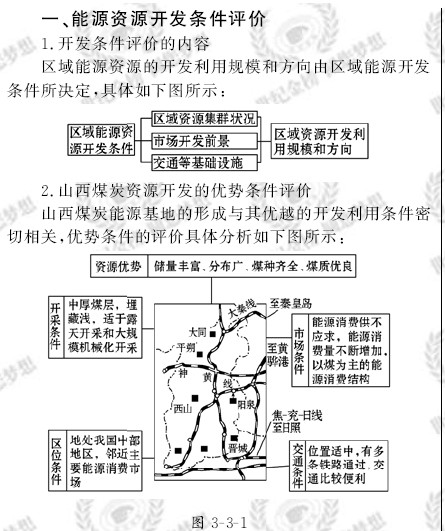 一、能源资源开发条件评价
1.开发条件评价的内容
区域能源资源的开发利用规模和方向由区域能源开发
条件所决定,具体如下图所示:
区域能源资
源开发条件
区域资源集群状况
市场开发前景
交通等基础设施
区域资源开发利
用规模和方向
2.山西煤炭资源开发的优势条件评价
山西煤炭能源基地的形成与其优越的开发利用条件密
切相关,优势条件的评价具体分析如下图所示:
资源优势 储量丰富、分布广、煤种齐全、煤质优良
开采条件
中厚煤层,埋
藏浅,适于露
天开采和大规
模机械化开采
大秦线
至秦皇岛
大同
平朔
神 黄 线
至黄
骅港
西山
阳泉
晋城
焦-兖-日线
至日照
市场条件
能源消费供不
应求,能源消
费量不断增加,
以煤为主的能
源消费结构
区位条件
地处我国中部
地区,邻近主
要能源消费市
场
交通条件
位置适中,有多
条铁路通过,交
通比较便利
图 3-3-1